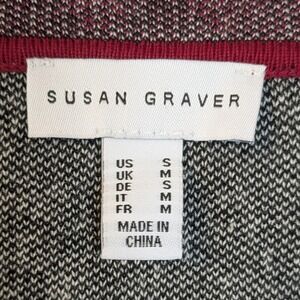 SUSAN GRAVER
US S
UK M
DE S
IT M
FR M
MADE IN
CHINA